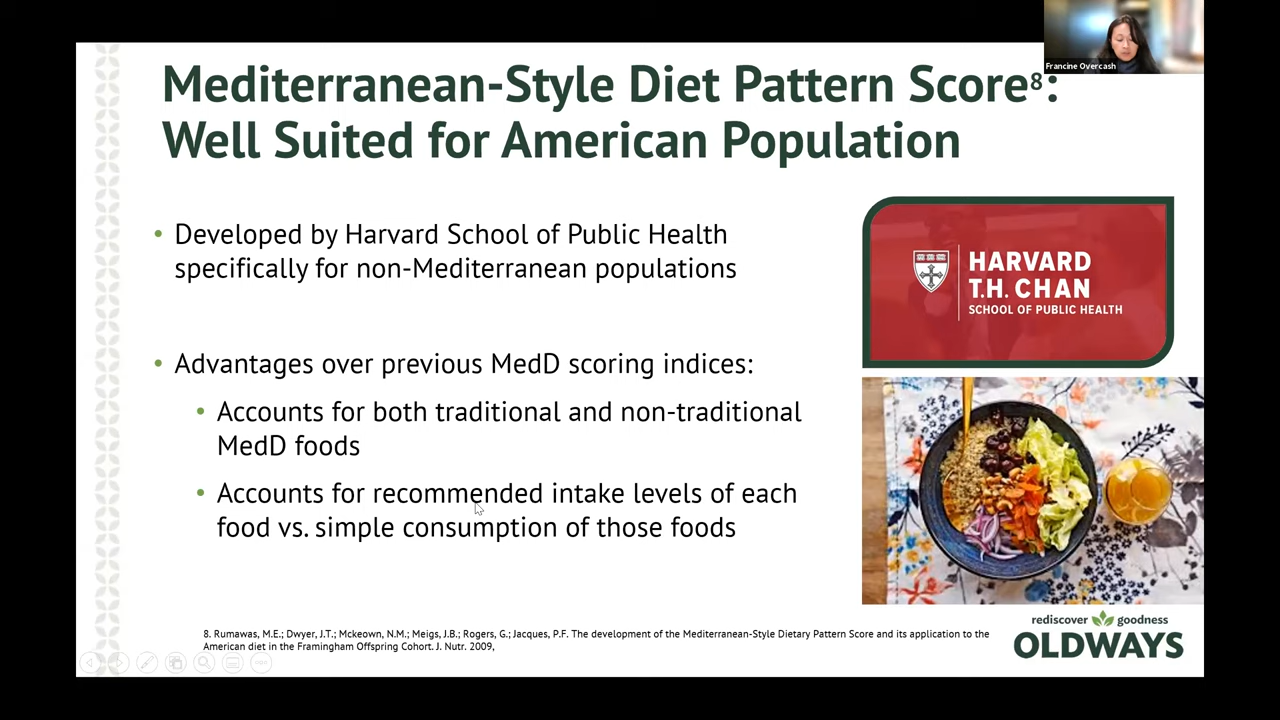 Francine Overcash
Mediterranean-Style Diet Pattern Score⁸:
Well Suited for American Population
• Developed by Harvard School of Public Health
specifically for non-Mediterranean populations
• Advantages over previous MedD scoring indices:
• Accounts for both traditional and non-traditional
MedD foods
• Accounts for recommended intake levels of each
food vs. simple consumption of those foods
HARVARD
T.H. CHAN
SCHOOL OF PUBLIC HEALTH
8. Rumawas, M.E.; Dwyer, J.T.; Mckeown, N.M.; Meigs, J.B.; Rogers, G.; Jacques, P.F. The development of the Mediterranean-Style Dietary Pattern Score and its application to the
American diet in the Framingham Offspring Cohort. J. Nutr. 2009,
rediscover goodness
OLDWAYS